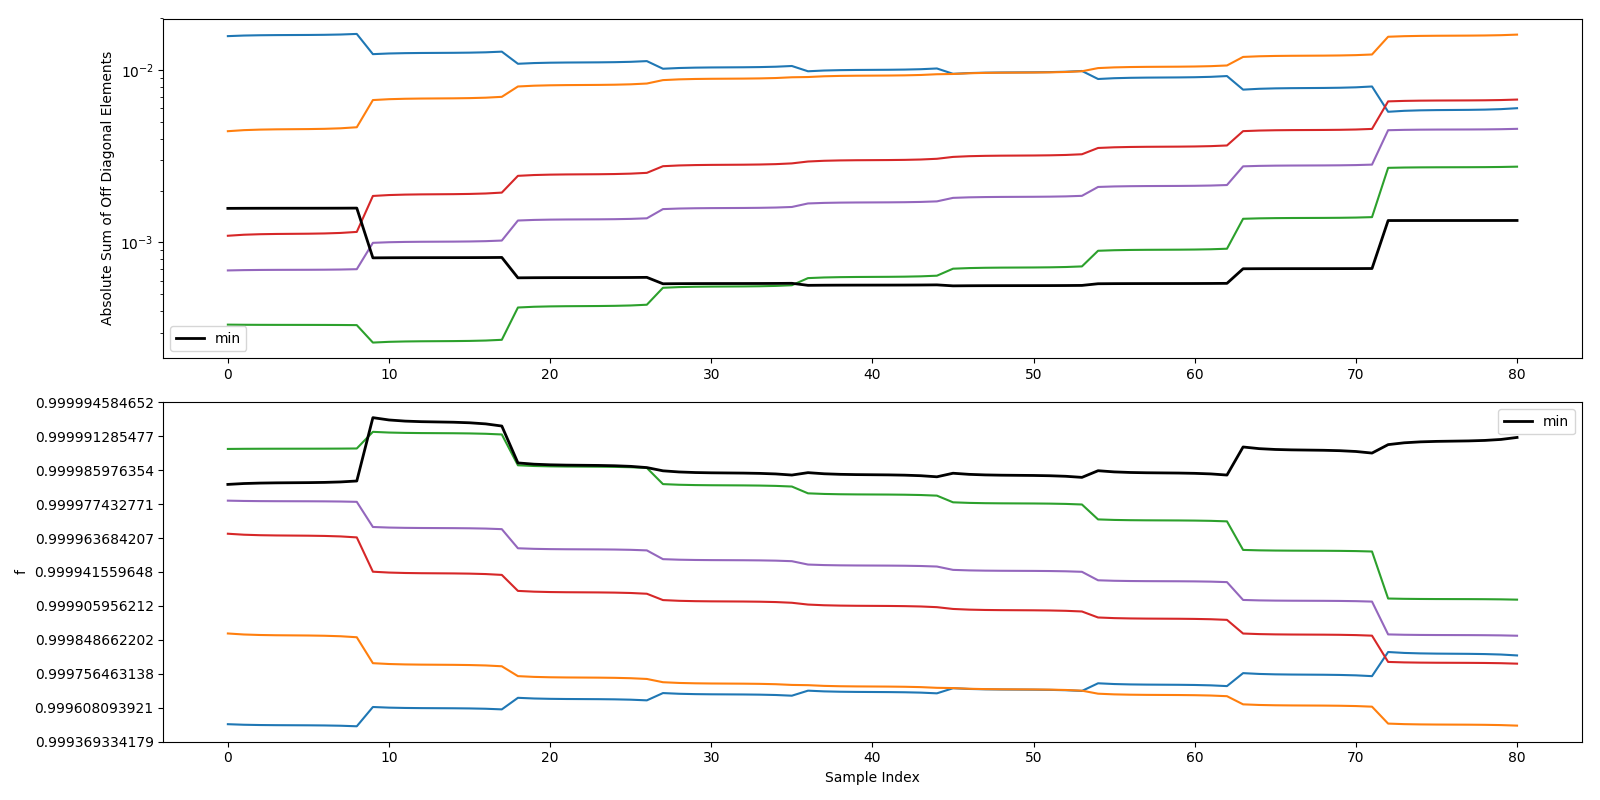 Absolute Sum of Off Diagonal Elements
10⁻²
10⁻³
min
0 10 20 30 40 50 60 70 80
f
0.999994584652
0.999991285477
0.999985976354
0.999977432771
0.999963684207
0.999941559648
0.999905956212
0.999848662202
0.999756463138
0.999608093921
0.999369334179
min
0 10 20 30 40 50 60 70 80
Sample Index